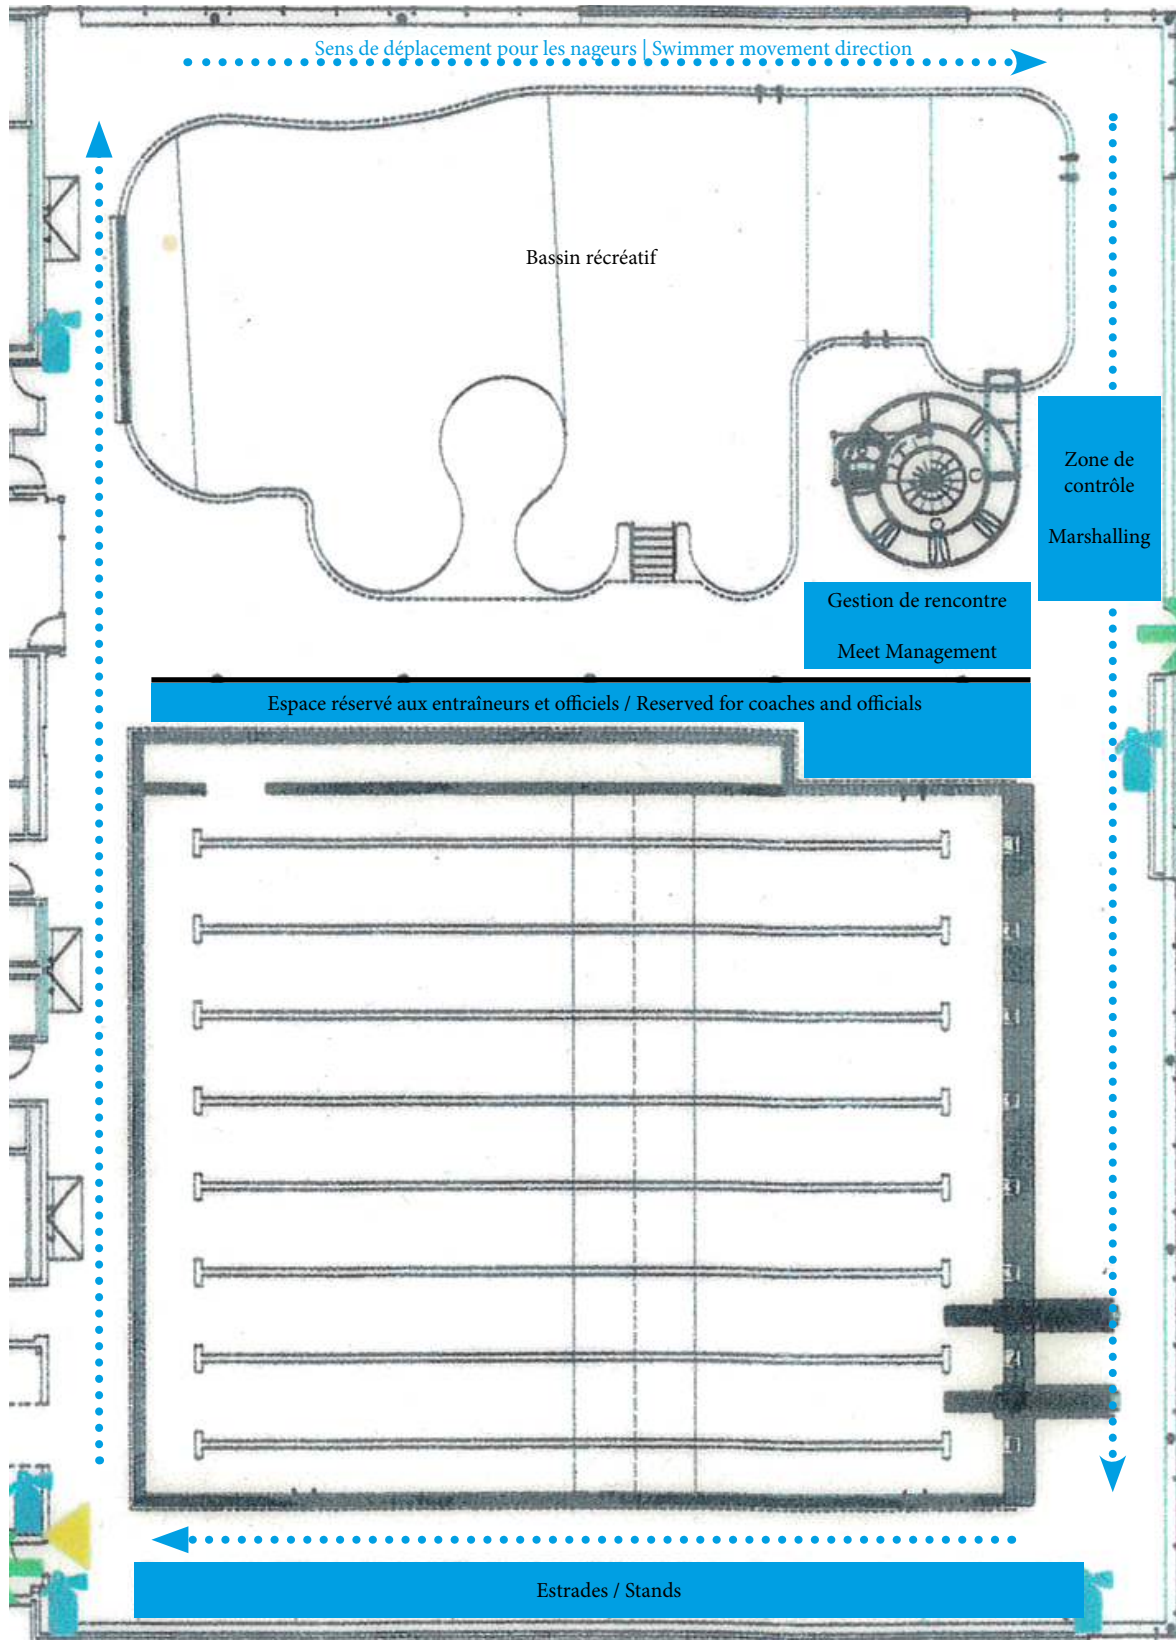 Sens de déplacement pour les nageurs | Swimmer movement direction
Bassin récréatif
Zone de
contrôle
Marshalling
Gestion de rencontre
Meet Management
Espace réservé aux entraîneurs et officiels / Reserved for coaches and officials
Estrades / Stands